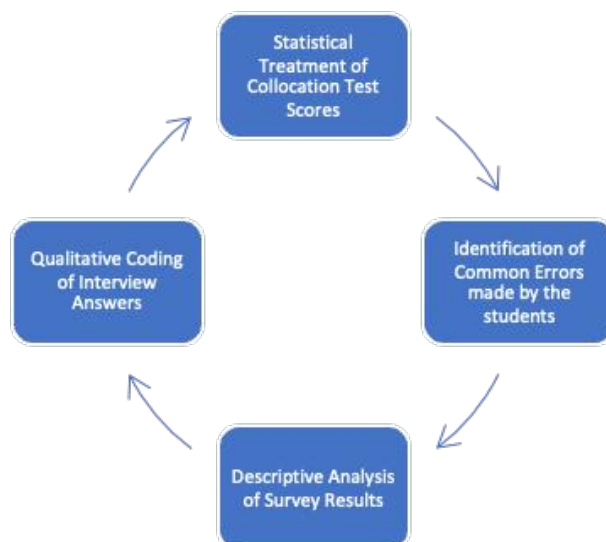 Statistical
Treatment of
Collocation Test
Scores
Identification of
Common Errors
made by the
students
Descriptive Analysis
of Survey Results
Qualitative Coding
of Interview
Answers